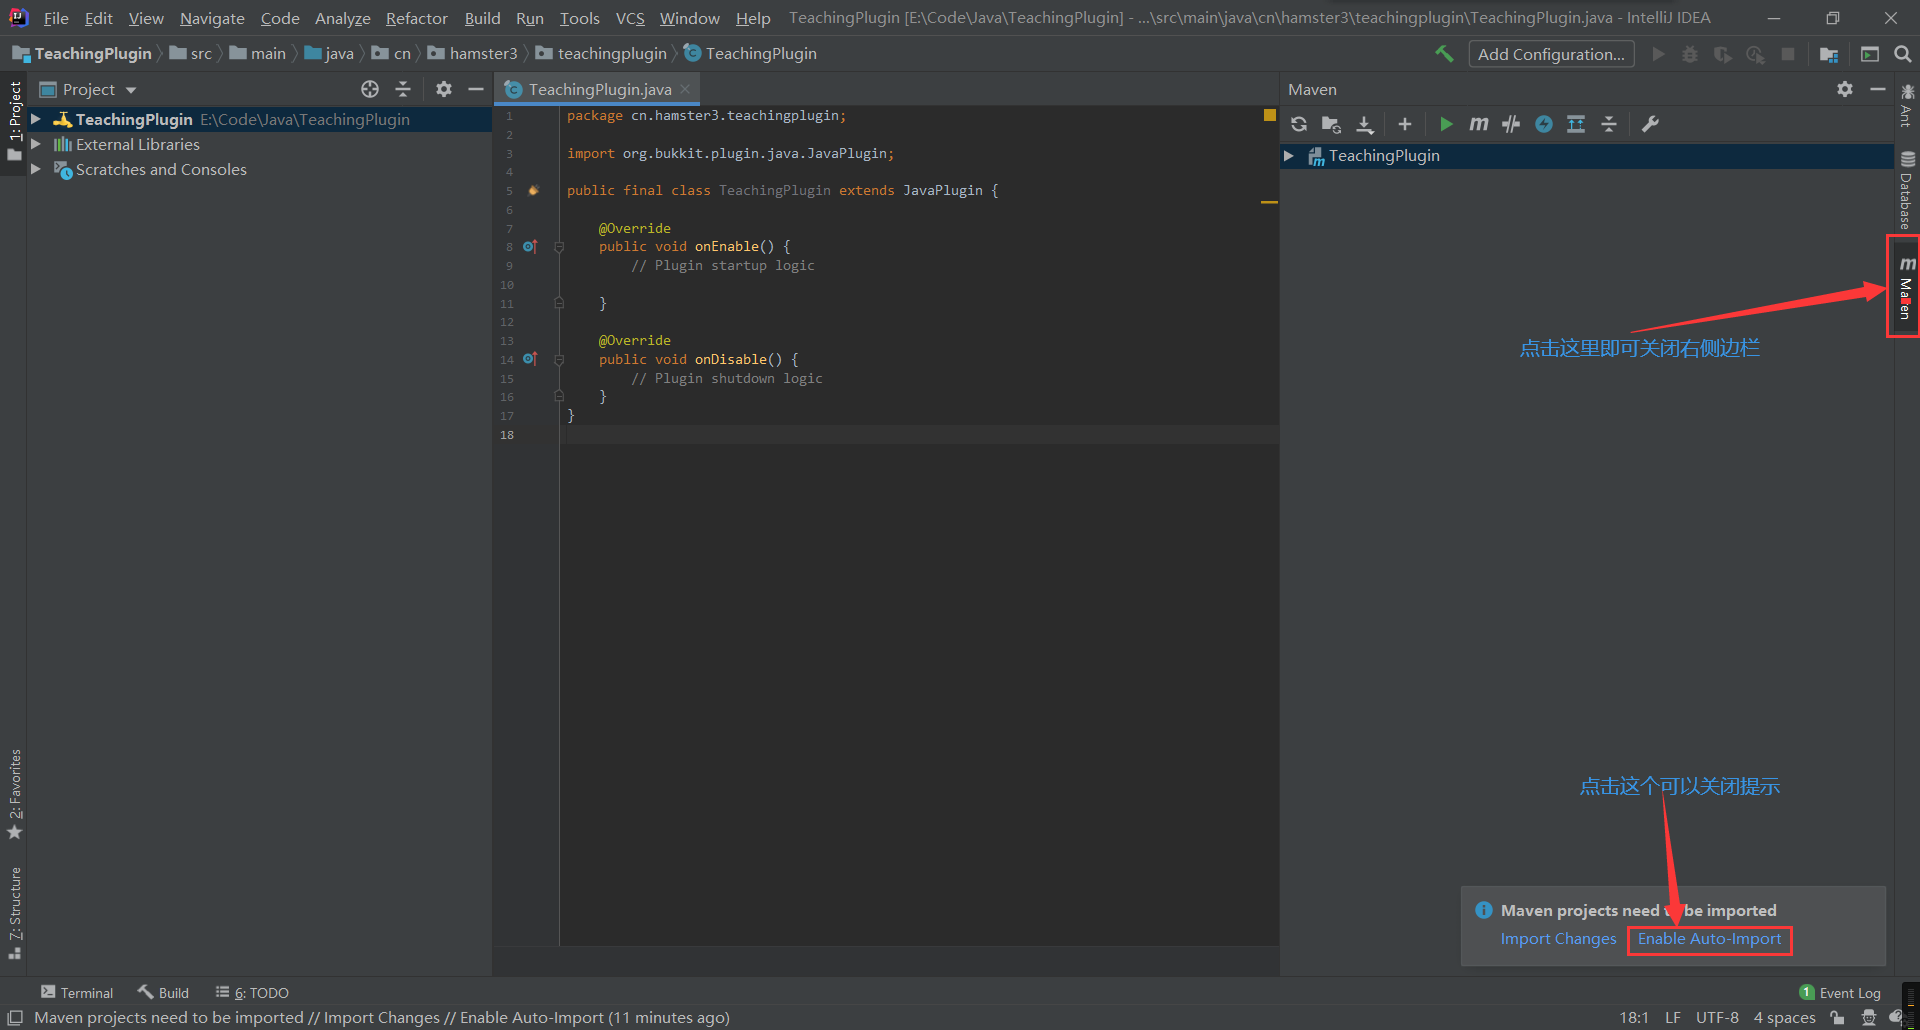 File Edit View Navigate Code Analyze Refactor Build Run Tools VCS Window Help TeachingPlugin [E:\Code\Java\TeachingPlugin] - ...\src\main\java\cn\hamster3\teachingplugin\TeachingPlugin.java - IntelliJ IDEA
TeachingPlugin src main java cn hamster3 teachingplugin TeachingPlugin Add Configuration...
1: Project
Project
TeachingPlugin E:\Code\Java\TeachingPlugin
External Libraries
Scratches and Consoles
2: Favorites
7: Structure
TeachingPlugin.java
1 package cn.hamster3.teachingplugin;
2
3 import org.bukkit.plugin.java.JavaPlugin;
4
5 public final class TeachingPlugin extends JavaPlugin {
6
7 @Override
8 public void onEnable() {
9 // Plugin startup logic
10
11 }
12
13 @Override
14 public void onDisable() {
15 // Plugin shutdown logic
16 }
17 }
18
Maven
TeachingPlugin
Ant
Database
Maven
点击这里即可关闭右侧边栏
点击这个可以关闭提示
Maven projects need to be imported
Import Changes Enable Auto-Import
Terminal Build 6: TODO 1 Event Log
Maven projects need to be imported // Import Changes // Enable Auto-Import (11 minutes ago) 18:1 LF UTF-8 4 spaces